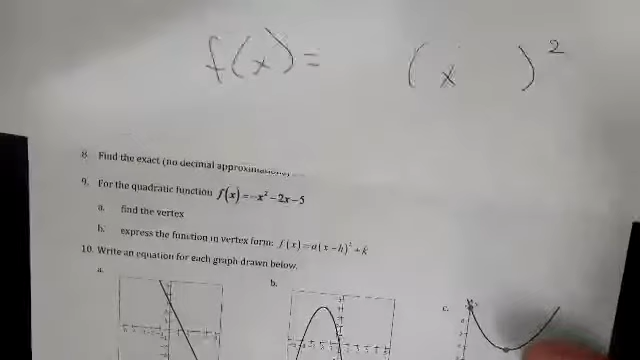 f(x)= (x )²
8. Find the exact (no decimal
9. For the quadratic function f(x)=-x²-2x-5
a. find the vertex
b. express the function in vertex form: f(x)=a(x-h)²+k
10. Write an equation for each graph drawn below.
a. b. c.